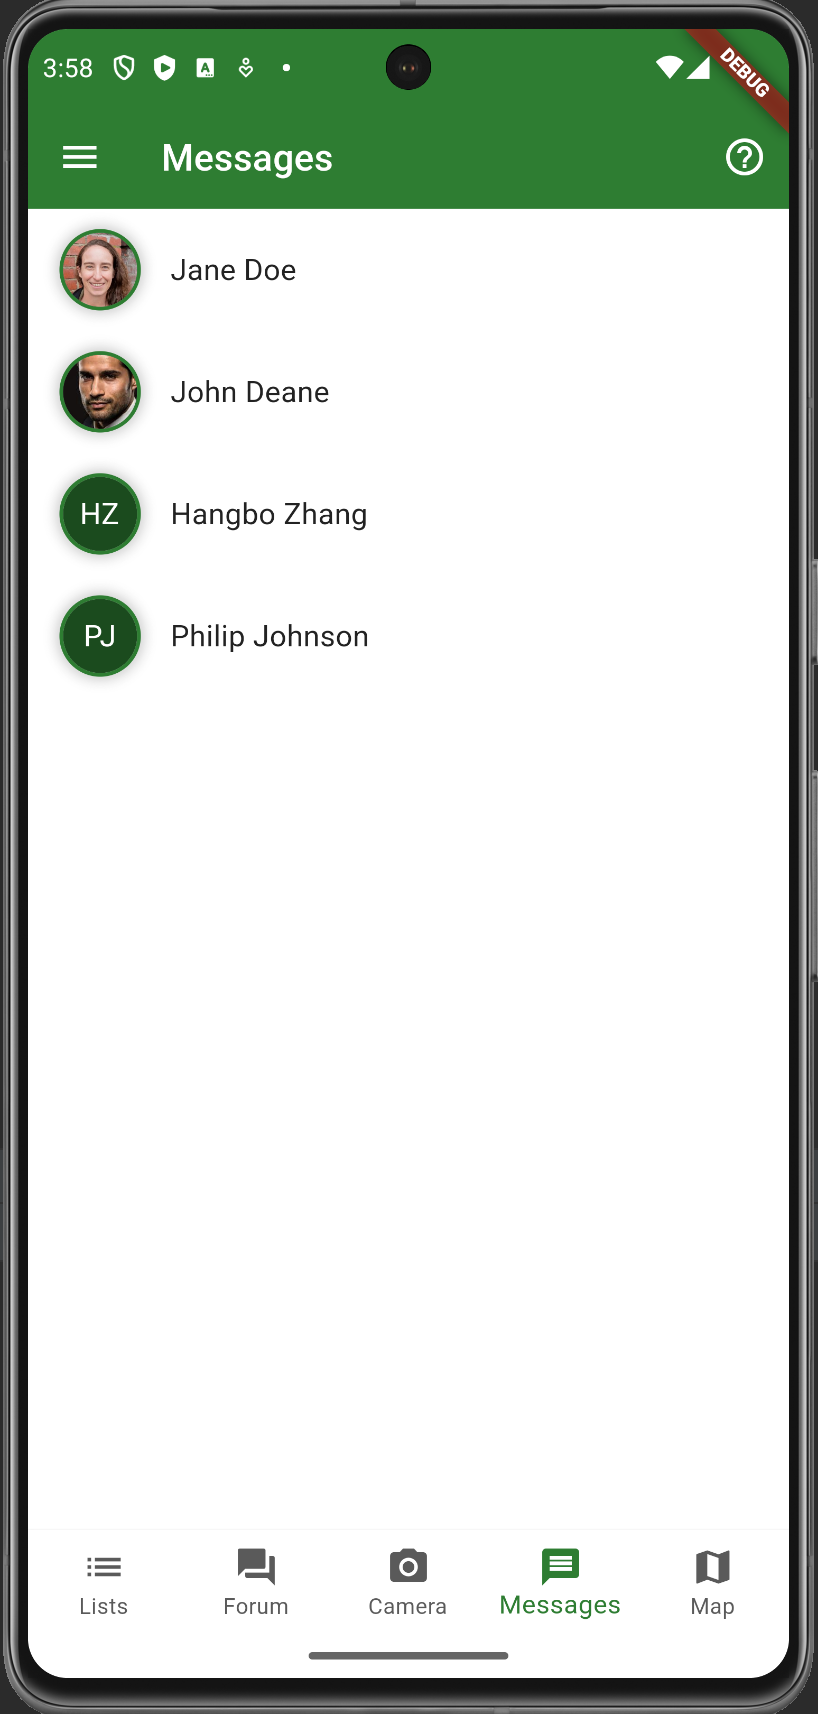 3:58
DEBUG
Messages
Jane Doe
John Deane
HZ Hangbo Zhang
PJ Philip Johnson
Lists Forum Camera Messages Map